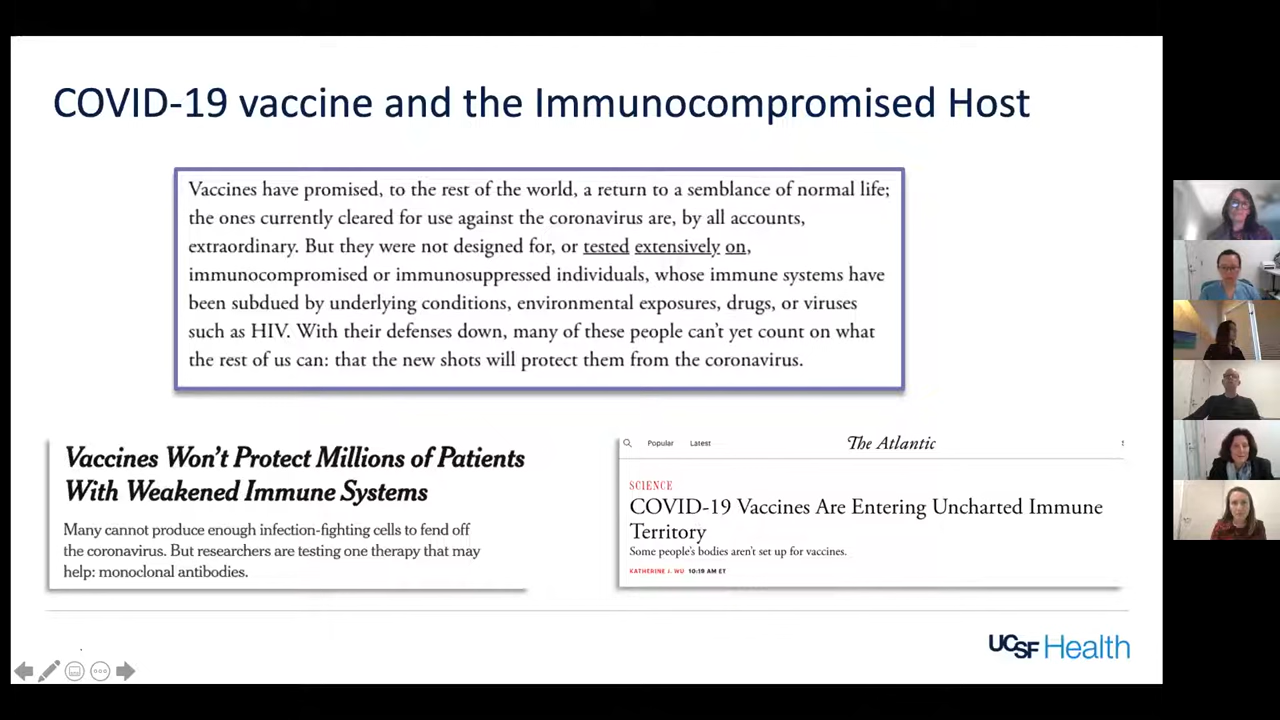 COVID-19 vaccine and the Immunocompromised Host
Vaccines have promised, to the rest of the world, a return to a semblance of normal life;
the ones currently cleared for use against the coronavirus are, by all accounts,
extraordinary. But they were not designed for, or tested extensively on,
immunocompromised or immunosuppressed individuals, whose immune systems have
been subdued by underlying conditions, environmental exposures, drugs, or viruses
such as HIV. With their defenses down, many of these people can’t yet count on what
the rest of us can: that the new shots will protect them from the coronavirus.
Vaccines Won’t Protect Millions of Patients
With Weakened Immune Systems
Many cannot produce enough infection-fighting cells to fend off
the coronavirus. But researchers are testing one therapy that may
help: monoclonal antibodies.
Popular Latest The Atlantic
SCIENCE
COVID-19 Vaccines Are Entering Uncharted Immune
Territory
Some people’s bodies aren’t set up for vaccines.
KATHERINE J. WU 10:19 AM ET
UCSF Health